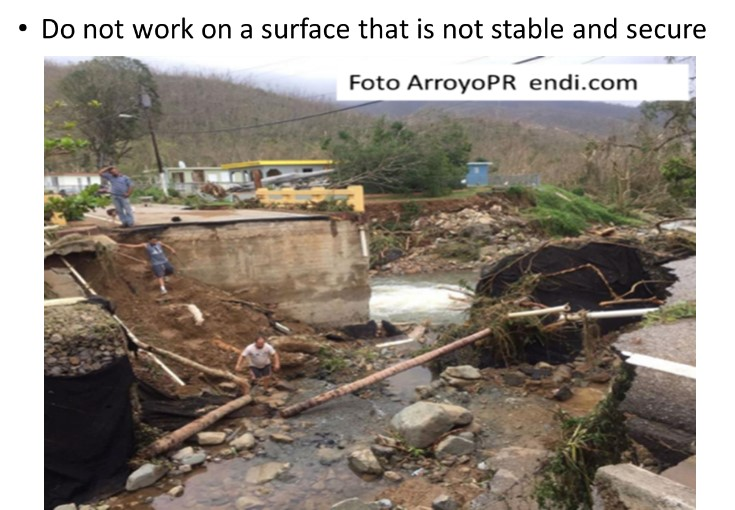 • Do not work on a surface that is not stable and secure
Foto ArroyoPR endi.com